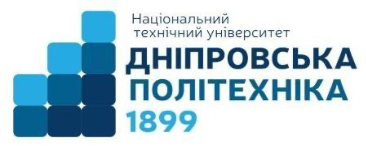 Національний
технічний університет
ДНІПРОВСЬКА
ПОЛІТЕХНІКА
1899